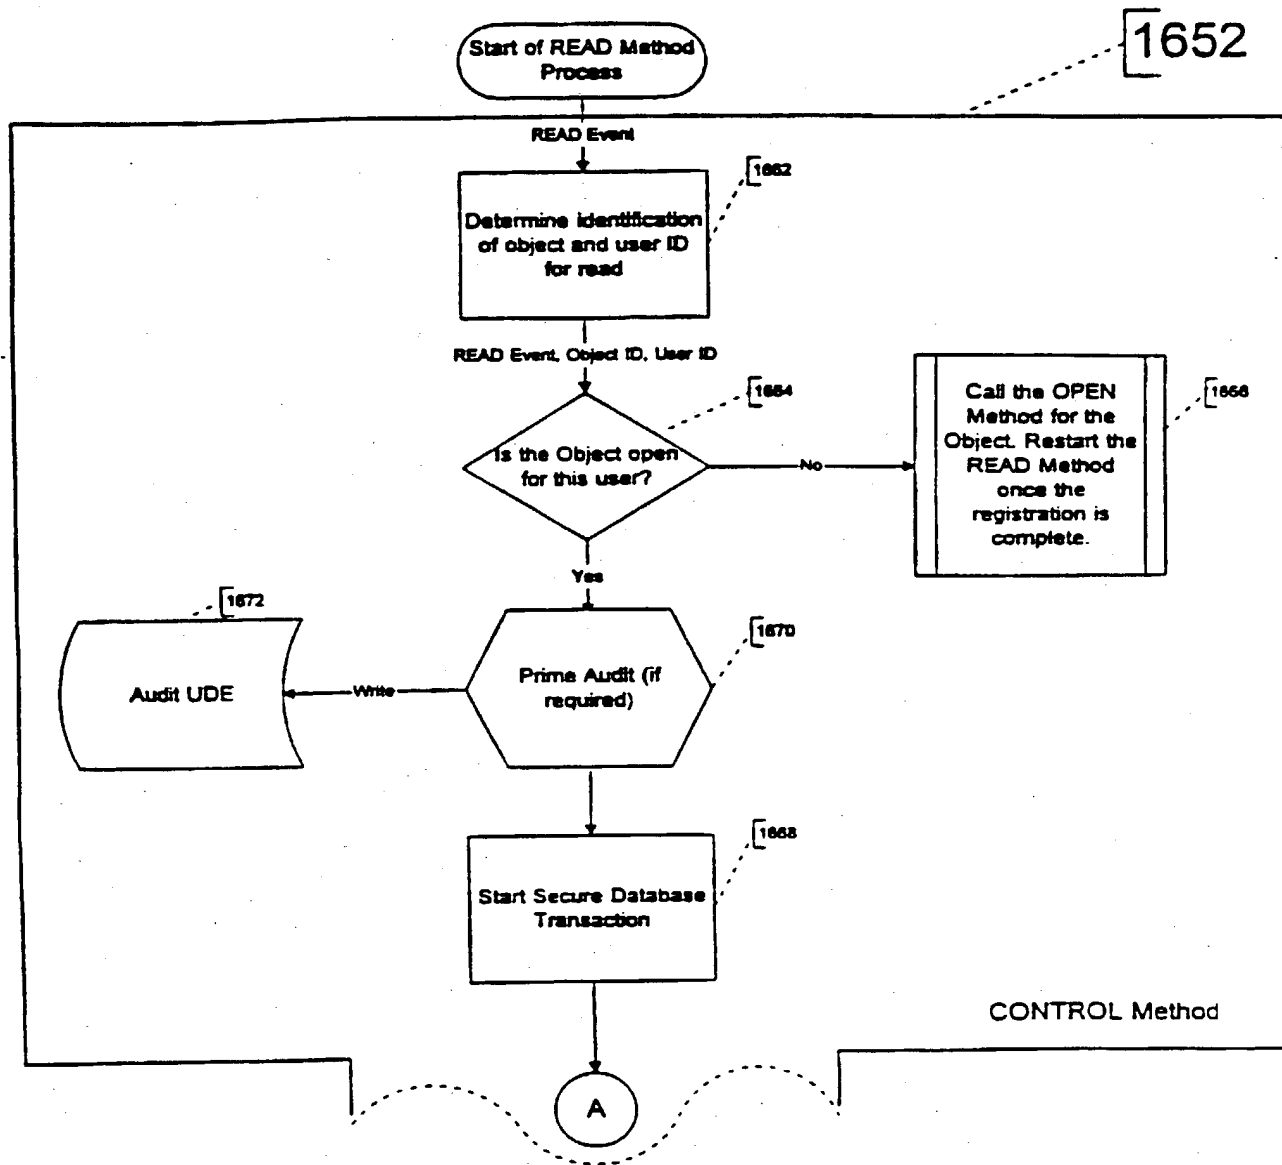 Start of READ Method
Process
1652
READ Event
1662
Determine identification
of object and user ID
for read
READ Event, Object ID, User ID
1664
Is the Object open
for this user?
No
Call the OPEN
Method for the
Object. Restart the
READ Method
once the
registration is
complete.
1666
Yes
1672
Audit UDE
Write
Prime Audit (if
required)
1670
1668
Start Secure Database
Transaction
CONTROL Method
A